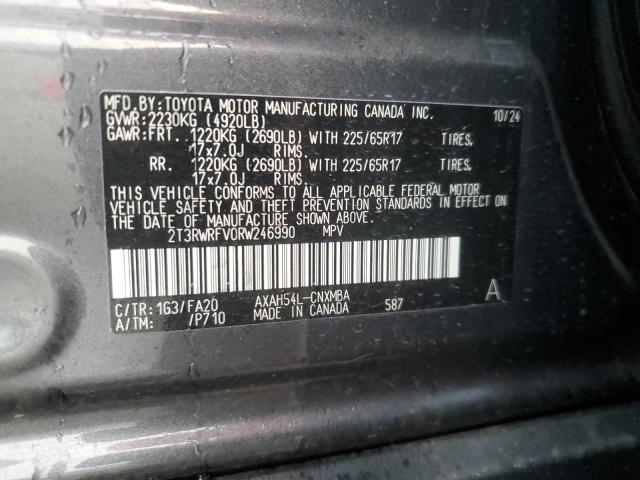 MFD. BY: TOYOTA MOTOR MANUFACTURING CANADA INC. 10/24
GVWR: 2230KG (4920LB)
GAWR: FRT. 1220KG (2690LB) WITH 225/65R17 TIRES,
17x7.0J RIMS.
RR. 1220KG (2690LB) WITH 225/65R17 TIRES,
17x7.0J RIMS.
THIS VEHICLE CONFORMS TO ALL APPLICABLE FEDERAL MOTOR
VEHICLE SAFETY AND THEFT PREVENTION STANDARDS IN EFFECT ON
THE DATE OF MANUFACTURE SHOWN ABOVE.
2T3RWRFV0RW246990 MPV
C/TR: 1G3/FA20 AXAH54L-CNXMBA 587 A
A/TM: /P710 MADE IN CANADA